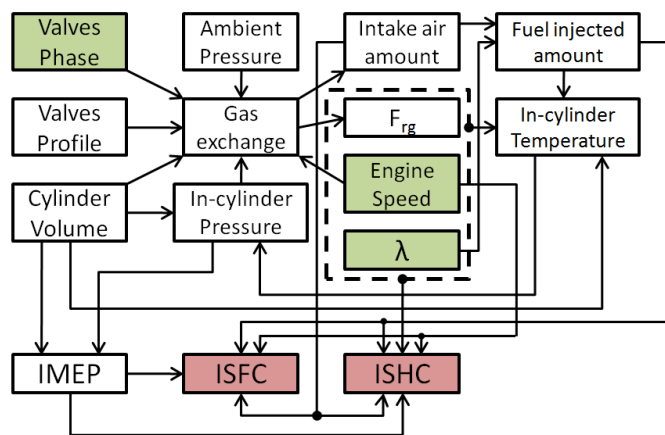 Valves
Phase
Ambient
Pressure
Intake air
amount
Fuel injected
amount
Valves
Profile
Gas
exchange
Frg
In-cylinder
Temperature
Cylinder
Volume
In-cylinder
Pressure
Engine
Speed
λ
IMEP
ISFC
ISHC